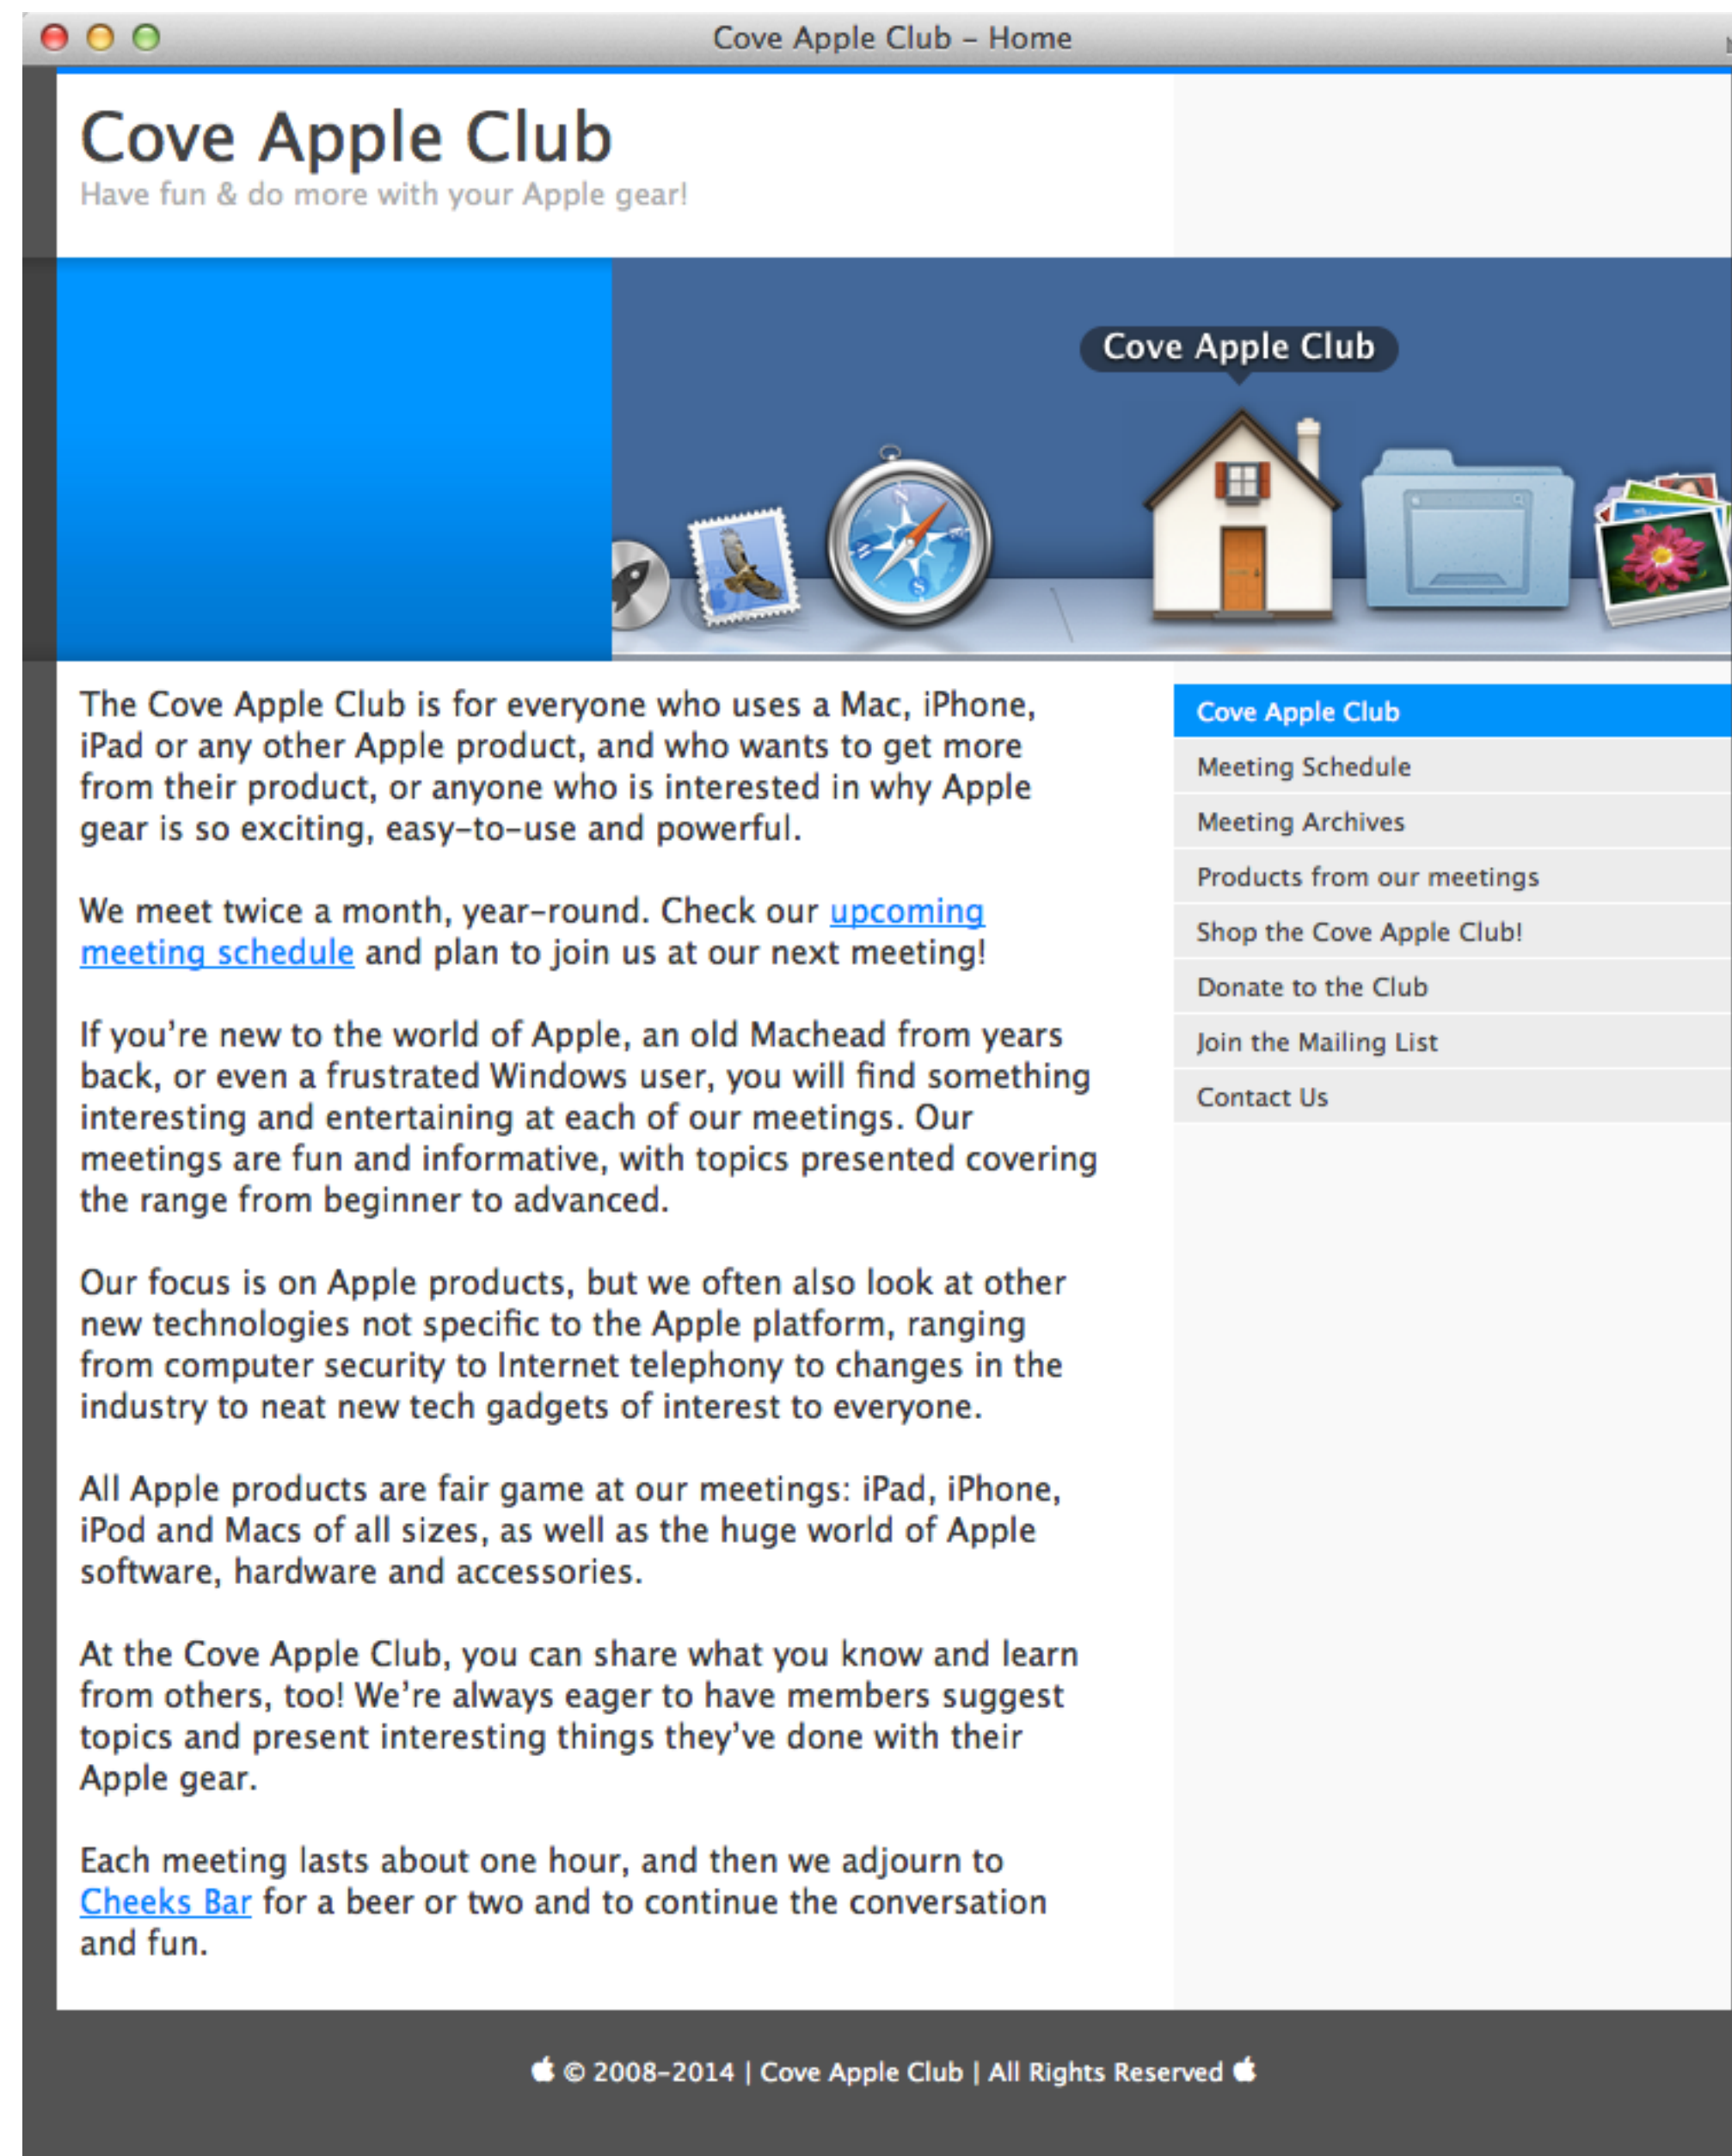 Cove Apple Club – Home
Cove Apple Club
Have fun & do more with your Apple gear!
Cove Apple Club
The Cove Apple Club is for everyone who uses a Mac, iPhone,
iPad or any other Apple product, and who wants to get more
from their product, or anyone who is interested in why Apple
gear is so exciting, easy-to-use and powerful.
We meet twice a month, year-round. Check our upcoming
meeting schedule and plan to join us at our next meeting!
If you’re new to the world of Apple, an old Machead from years
back, or even a frustrated Windows user, you will find something
interesting and entertaining at each of our meetings. Our
meetings are fun and informative, with topics presented covering
the range from beginner to advanced.
Our focus is on Apple products, but we often also look at other
new technologies not specific to the Apple platform, ranging
from computer security to Internet telephony to changes in the
industry to neat new tech gadgets of interest to everyone.
All Apple products are fair game at our meetings: iPad, iPhone,
iPod and Macs of all sizes, as well as the huge world of Apple
software, hardware and accessories.
At the Cove Apple Club, you can share what you know and learn
from others, too! We’re always eager to have members suggest
topics and present interesting things they’ve done with their
Apple gear.
Each meeting lasts about one hour, and then we adjourn to
Cheeks Bar for a beer or two and to continue the conversation
and fun.
Cove Apple Club
Meeting Schedule
Meeting Archives
Products from our meetings
Shop the Cove Apple Club!
Donate to the Club
Join the Mailing List
Contact Us
© 2008-2014 | Cove Apple Club | All Rights Reserved